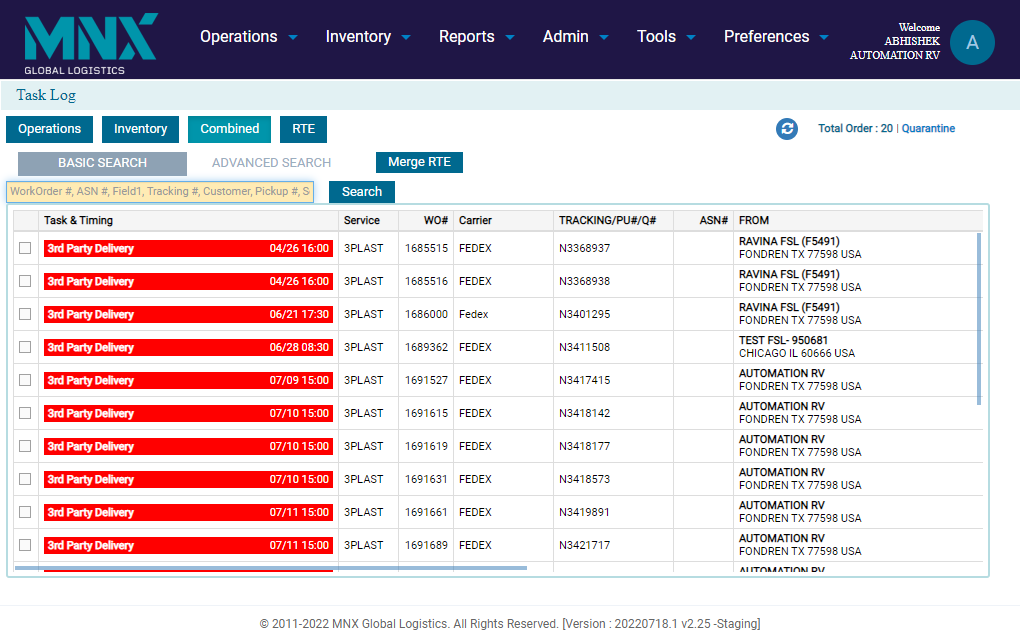 MNX
GLOBAL LOGISTICS
Operations Inventory Reports Admin Tools Preferences
Welcome
ABHISHEK
AUTOMATION RV
A
Task Log
Operations Inventory Combined RTE
Total Order : 20 | Quarantine
BASIC SEARCH ADVANCED SEARCH Merge RTE
WorkOrder #, ASN #, Field1, Tracking #, Customer, Pickup #, S Search
Task & Timing Service WO# Carrier TRACKING/PU#/Q# ASN# FROM
3rd Party Delivery 04/26 16:00 3PLAST 1685515 FEDEX N3368937 RAVINA FSL (F5491)
FONDREN TX 77598 USA
3rd Party Delivery 04/26 16:00 3PLAST 1685516 FEDEX N3368938 RAVINA FSL (F5491)
FONDREN TX 77598 USA
3rd Party Delivery 06/21 17:30 3PLAST 1686000 Fedex N3401295 RAVINA FSL (F5491)
FONDREN TX 77598 USA
3rd Party Delivery 06/28 08:30 3PLAST 1689362 FEDEX N3411508 TEST FSL- 950681
CHICAGO IL 60666 USA
3rd Party Delivery 07/09 15:00 3PLAST 1691527 FEDEX N3417415 AUTOMATION RV
FONDREN TX 77598 USA
3rd Party Delivery 07/10 15:00 3PLAST 1691615 FEDEX N3418142 AUTOMATION RV
FONDREN TX 77598 USA
3rd Party Delivery 07/10 15:00 3PLAST 1691619 FEDEX N3418177 AUTOMATION RV
FONDREN TX 77598 USA
3rd Party Delivery 07/10 15:00 3PLAST 1691631 FEDEX N3418573 AUTOMATION RV
FONDREN TX 77598 USA
3rd Party Delivery 07/11 15:00 3PLAST 1691661 FEDEX N3419891 AUTOMATION RV
FONDREN TX 77598 USA
3rd Party Delivery 07/11 15:00 3PLAST 1691689 FEDEX N3421717 AUTOMATION RV
FONDREN TX 77598 USA
AUTOMATION RV
© 2011-2022 MNX Global Logistics. All Rights Reserved. [Version : 20220718.1 v2.25 -Staging]